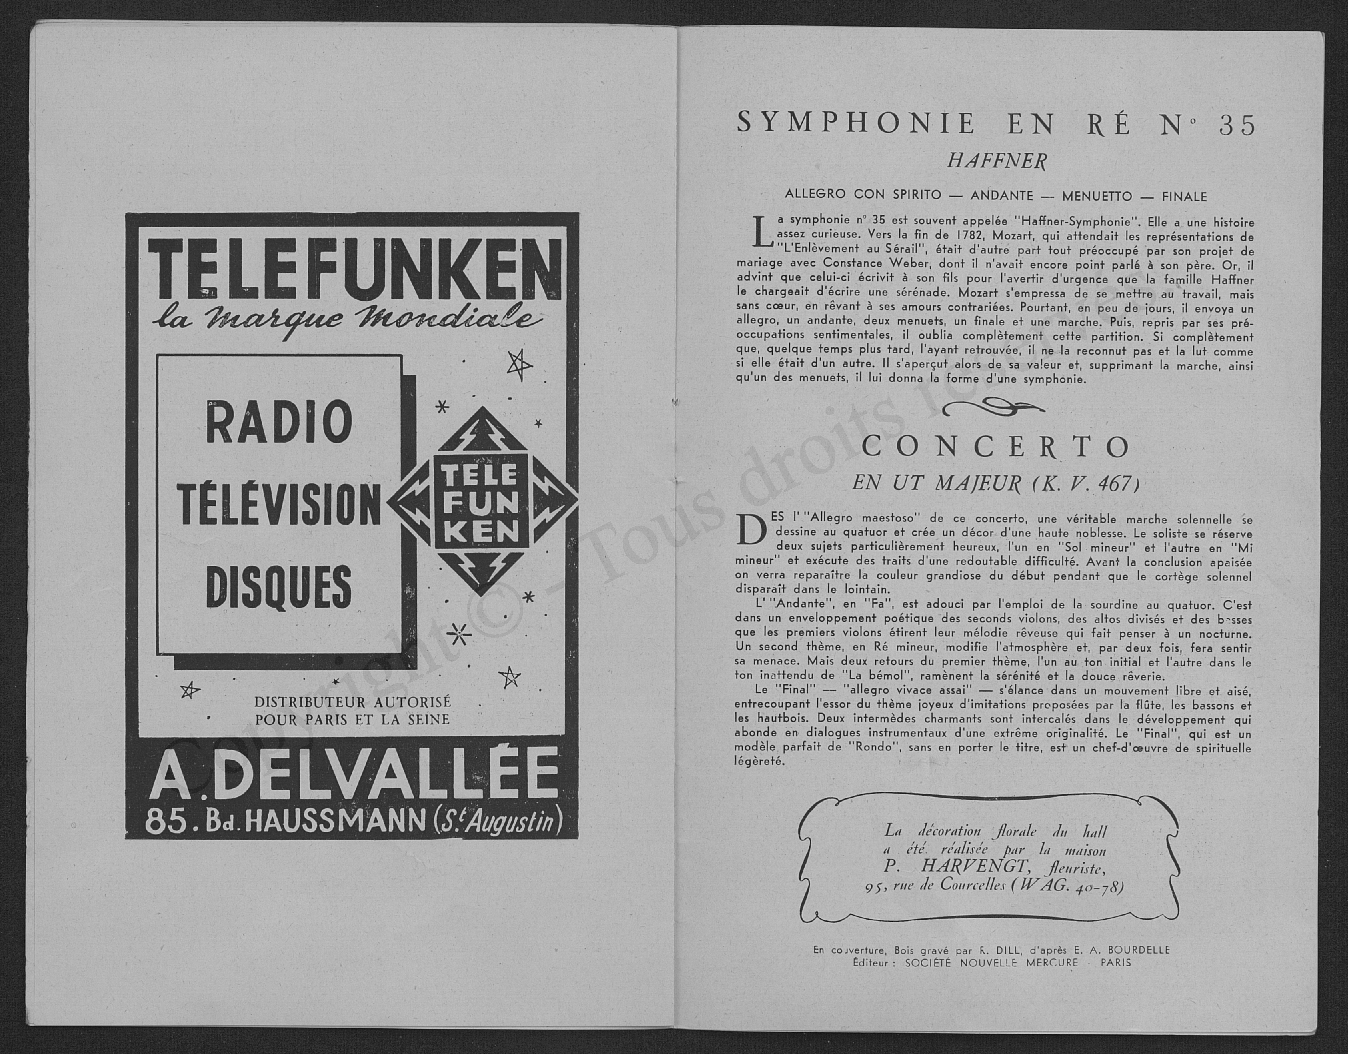 TELEFUNKEN
la marque mondiale
RADIO
TÉLÉVISION
DISQUES
TELE
FUN
KEN
DISTRIBUTEUR AUTORISÉ
POUR PARIS ET LA SEINE
A. DELVALLÉE
85. Bd. HAUSSMANN (St Augustin)
SYMPHONIE EN RÉ N° 35
HAFFNER
ALLEGRO CON SPIRITO — ANDANTE — MENUETTO — FINALE
La symphonie n° 35 est souvent appelée "Haffner-Symphonie". Elle a une histoire
assez curieuse. Vers la fin de 1782, Mozart, qui attendait les représentations de
"L'Enlèvement au Sérail", était d'autre part tout préoccupé par son projet de
mariage avec Constance Weber, dont il n'avait encore point parlé à son père. Or, il
advint que celui-ci écrivit à son fils pour l'avertir d'urgence que la famille Haffner
le chargeait d'écrire une sérénade. Mozart s'empressa de se mettre au travail, mais
sans cœur, en rêvant à ses amours contrariées. Pourtant, en peu de jours, il envoya un
allegro, un andante, deux menuets, un finale et une marche. Puis, repris par ses pré-
occupations sentimentales, il oublia complètement cette partition. Si complètement
que, quelque temps plus tard, l'ayant retrouvée, il ne la reconnut pas et la lut comme
si elle était d'un autre. Il s'aperçut alors de sa valeur et, supprimant la marche, ainsi
qu'un des menuets, il lui donna la forme d'une symphonie.
CONCERTO
EN UT MAJEUR (K. V. 467)
DES l' "Allegro maestoso" de ce concerto, une véritable marche solennelle se
dessine au quatuor et crée un décor d'une haute noblesse. Le soliste se réserve
deux sujets particulièrement heureux, l'un en "Sol mineur" et l'autre en "Mi
mineur" et exécute des traits d'une redoutable difficulté. Avant la conclusion apaisée
on verra reparaître la couleur grandiose du début pendant que le cortège solennel
disparaît dans le lointain.
L' "Andante", en "Fa", est adouci par l'emploi de la sourdine au quatuor. C'est
dans un enveloppement poétique des seconds violons, des altos divisés et des basses
que les premiers violons étirent leur mélodie rêveuse qui fait penser à un nocturne.
Un second thème, en Ré mineur, modifie l'atmosphère et, par deux fois, fera sentir
sa menace. Mais deux retours du premier thème, l'un au ton initial et l'autre dans le
ton inattendu de "La bémol", ramènent la sérénité et la douce rêverie.
Le "Final" — "allegro vivace assai" — s'élance dans un mouvement libre et aisé,
entrecoupant l'essor du thème joyeux d'imitations proposées par la flûte, les bassons et
les hautbois. Deux intermèdes charmants sont intercalés dans le développement qui
abonde en dialogues instrumentaux d'une extrême originalité. Le "Final", qui est un
modèle parfait de "Rondo", sans en porter le titre, est un chef-d'œuvre de spirituelle
légèreté.
La décoration florale du hall
a été réalisée par la maison
P. HARVENGT, fleuriste,
95, rue de Courcelles (WAG. 40-78)
En couverture, Bois gravé par R. DILL, d'après E. A. BOURDELLE
Éditeur : SOCIÉTÉ NOUVELLE MERCURE - PARIS
Copyright © - Tous droits